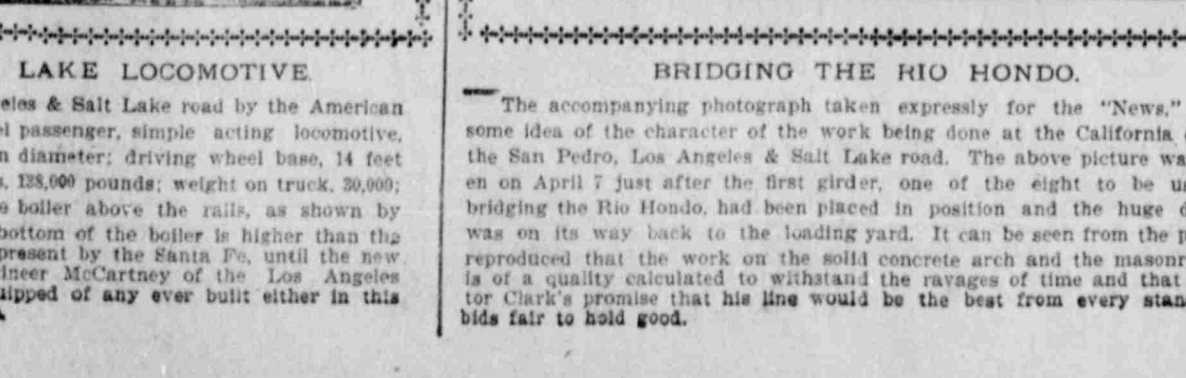 LAKE LOCOMOTIVE.
eles & Salt Lake road by the American
l passenger, simple acting locomotive,
n diameter; driving wheel base, 14 feet
s, 138,000 pounds; weight on truck, 30,000;
e boiler above the rails, as shown by
bottom of the boiler is higher than the
present by the Santa Fe, until the new
ineer McCartney of the Los Angeles
uipped of any ever built either in this
BRIDGING THE RIO HONDO.
The accompanying photograph taken expressly for the "News,"
some idea of the character of the work being done at the California
the San Pedro, Los Angeles & Salt Lake road. The above picture wa
en on April 7 just after the first girder, one of the eight to be u
bridging the Rio Hondo, had been placed in position and the huge
was on its way back to the loading yard. It can be seen from the p
reproduced that the work on the solid concrete arch and the masonr
is of a quality calculated to withstand the ravages of time and that
tor Clark's promise that his line would be the best from every stan
bids fair to hold good.